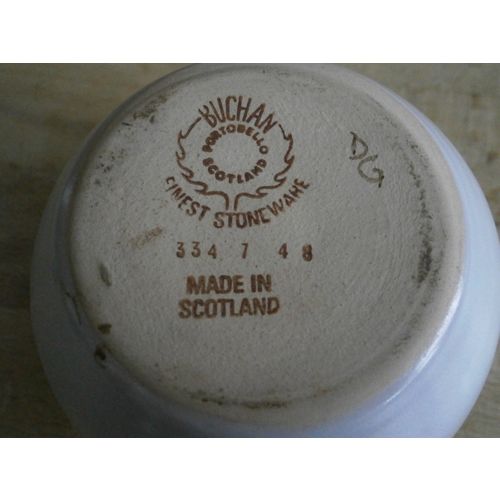 BUCHAN
PORTOBELLO
SCOTLAND
FINEST STONEWARE
DG
334 7 48
MADE IN
SCOTLAND